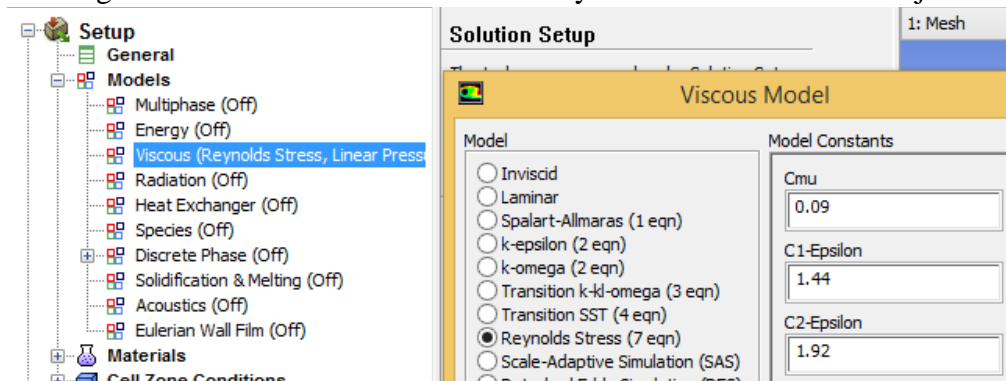 Setup
General
Models
Multiphase (Off)
Energy (Off)
Viscous (Reynolds Stress, Linear Pressu
Radiation (Off)
Heat Exchanger (Off)
Species (Off)
Discrete Phase (Off)
Solidification & Melting (Off)
Acoustics (Off)
Eulerian Wall Film (Off)
Materials
Cell Zone Conditions
Solution Setup
1: Mesh
Viscous Model
Model
Inviscid
Laminar
Spalart-Allmaras (1 eqn)
k-epsilon (2 eqn)
k-omega (2 eqn)
Transition k-kl-omega (3 eqn)
Transition SST (4 eqn)
Reynolds Stress (7 eqn)
Scale-Adaptive Simulation (SAS)
Model Constants
Cmu
0.09
C1-Epsilon
1.44
C2-Epsilon
1.92